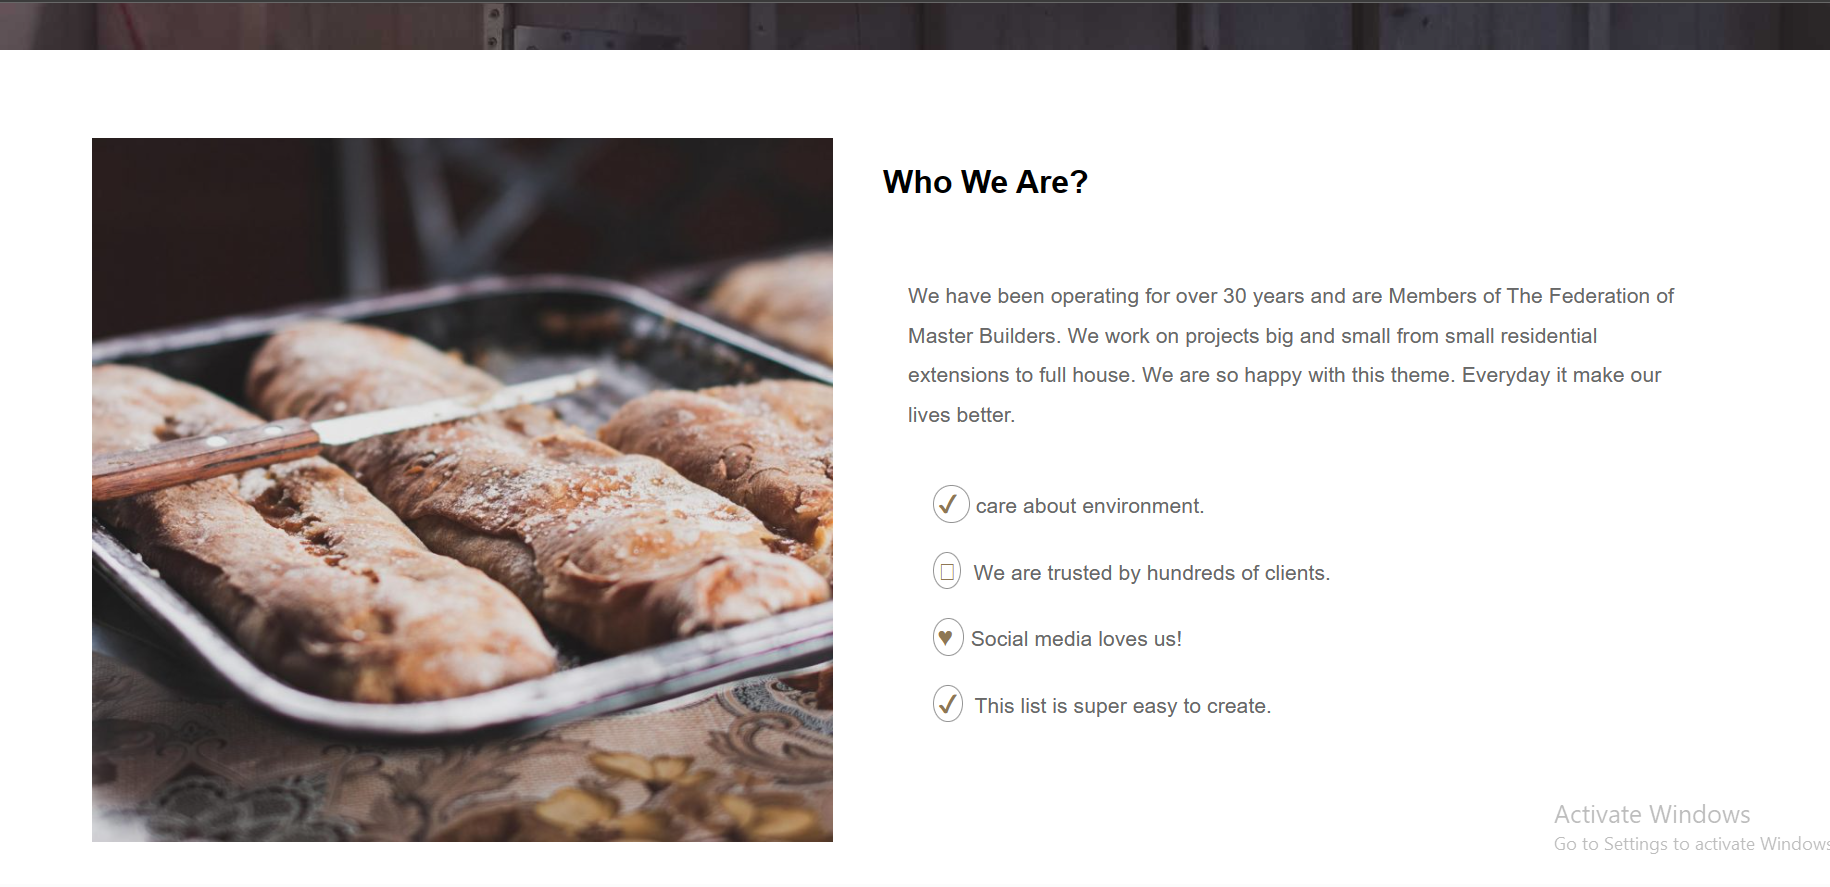 Who We Are?
We have been operating for over 30 years and are Members of The Federation of
Master Builders. We work on projects big and small from small residential
extensions to full house. We are so happy with this theme. Everyday it make our
lives better.
✓ care about environment.
We are trusted by hundreds of clients.
♥ Social media loves us!
✓ This list is super easy to create.
Activate Windows
Go to Settings to activate Windows